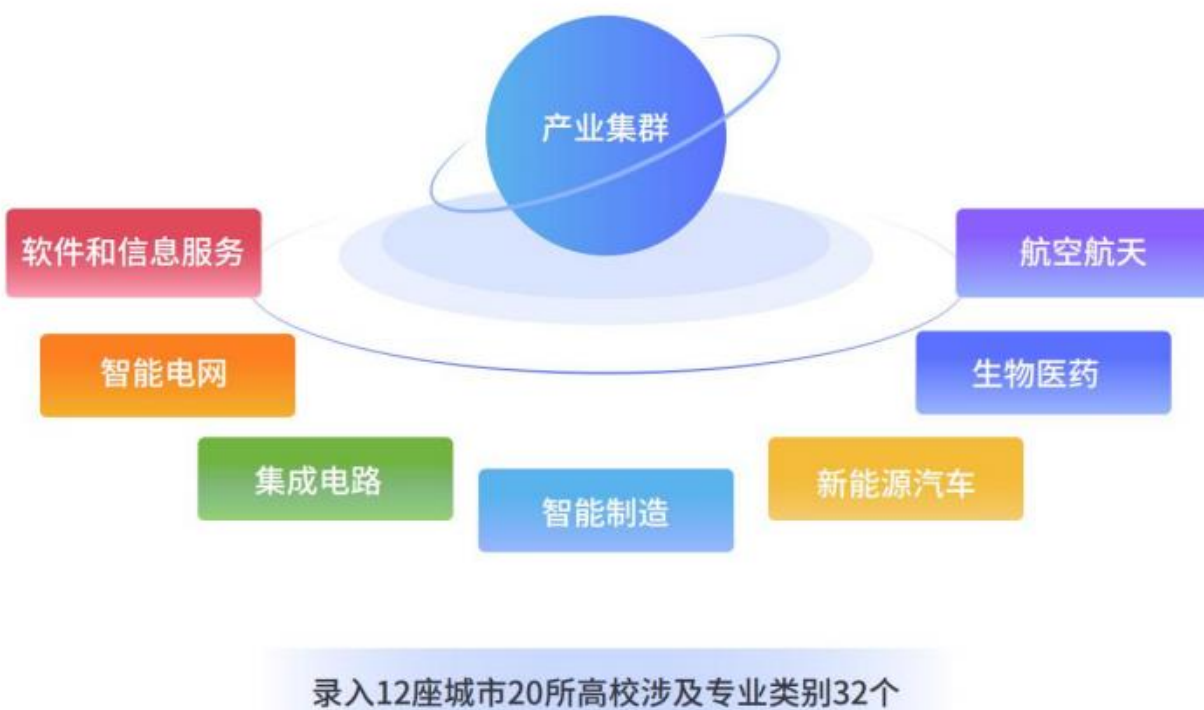 产业集群
软件和信息服务
航空航天
智能电网
生物医药
集成电路
智能制造
新能源汽车
录入12座城市20所高校涉及专业类别32个